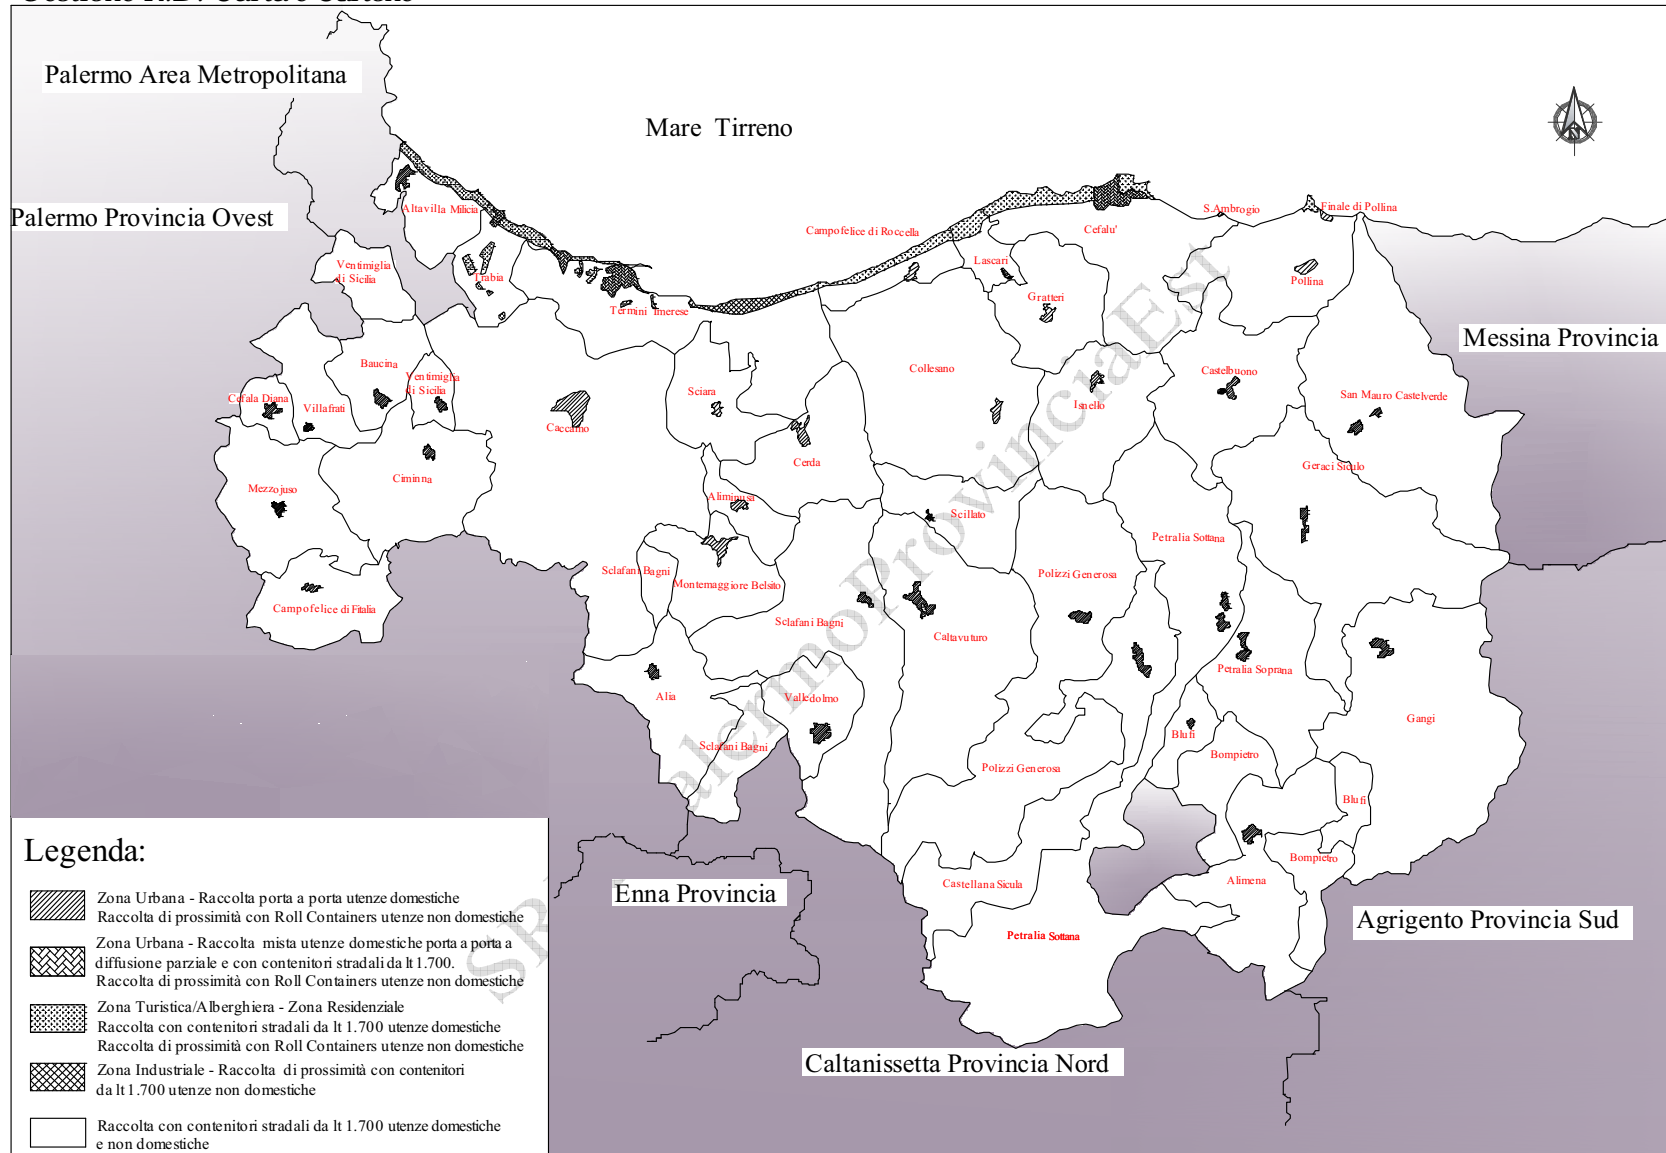 Gestione R.D. Carta e Cartone
Palermo Area Metropolitana
Mare Tirreno
Palermo Provincia Ovest
Altavilla Milicia
S.Ambrogio
Finale di Pollina
Campofelice di Roccella
Cefalu'
Ventimiglia
di Sicilia
Trabia
Lascari
Pollina
Gratteri
Termini Imerese
Messina Provincia
Baucina
Ventimiglia
di Sicilia
Collesano
Castelbuono
Cefala Diana
Villafrati
Sciara
Isnello
San Mauro Castelverde
Caccamo
Cerda
Geraci Siculo
Ciminna
Mezzojuso
Aliminusa
Scillato
Petralia Sottana
Sclafani Bagni
Montemaggiore Belsito
Polizzi Generosa
Campofelice di Fitalia
Sclafani Bagni
Caltavuturo
Petralia Soprana
Alia
Valledolmo
Gangi
Sclafani Bagni
Blufi
Bompietro
Polizzi Generosa
Blufi
Bompietro
Castellana Sicula
Alimena
Petralia Sottana
Enna Provincia
Agrigento Provincia Sud
Caltanissetta Provincia Nord
Legenda:
Zona Urbana - Raccolta porta a porta utenze domestiche
Raccolta di prossimità con Roll Containers utenze non domestiche
Zona Urbana - Raccolta mista utenze domestiche porta a porta a
diffusione parziale e con contenitori stradali da lt 1.700.
Raccolta di prossimità con Roll Containers utenze non domestiche
Zona Turistica/Alberghiera - Zona Residenziale
Raccolta con contenitori stradali da lt 1.700 utenze domestiche
Raccolta di prossimità con Roll Containers utenze non domestiche
Zona Industriale - Raccolta di prossimità con contenitori
da lt 1.700 utenze non domestiche
Raccolta con contenitori stradali da lt 1.700 utenze domestiche
e non domestiche